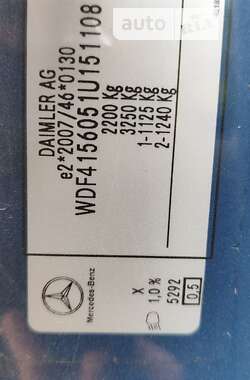 auto
RIA
DAIMLER AG
e2*2007/46*0130
WDF4156051U151108
2200 Kg
3250 Kg
1-1125 Kg
2-1240 Kg
Mercedes-Benz
X
1,0 %
5292
0,5